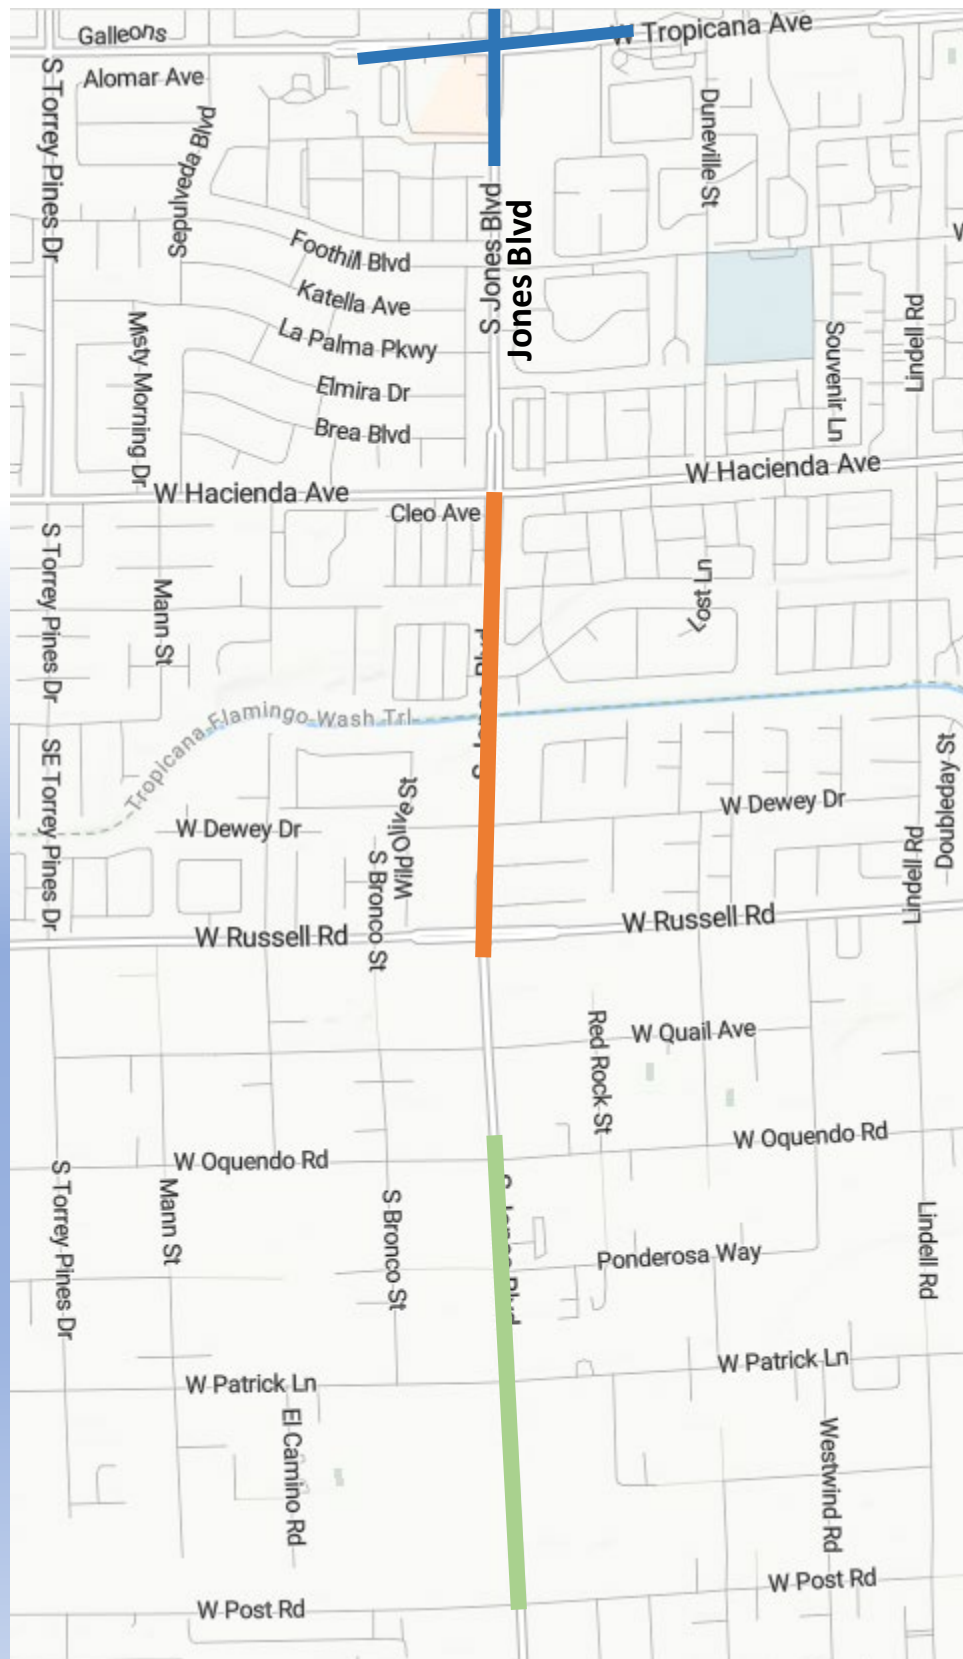 Galleons
W Tropicana Ave
Alomar Ave
S Torrey Pines Dr
Sepulveda Blvd
Duneville St
S Jones Blvd
Jones Blvd
Foothill Blvd
Katella Ave
La Palma Pkwy
Misty Morning Dr
Souvenir Ln
Lindell Rd
Elmira Dr
Brea Blvd
W Hacienda Ave
W Hacienda Ave
Cleo Ave
S Torrey Pines Dr
Mann St
Lost Ln
Tropicana Flamingo Wash Trl
SE Torrey Pines Dr
W Dewey Dr
Wild Olive St
S Bronco St
W Dewey Dr
Lindell Rd
Doubleday St
W Russell Rd
W Russell Rd
Red Rock St
W Quail Ave
W Oquendo Rd
W Oquendo Rd
S Torrey Pines Dr
Mann St
S Bronco St
S Jones Blvd
Ponderosa Way
Lindell Rd
W Patrick Ln
W Patrick Ln
El Camino Rd
Westwind Rd
W Post Rd
W Post Rd